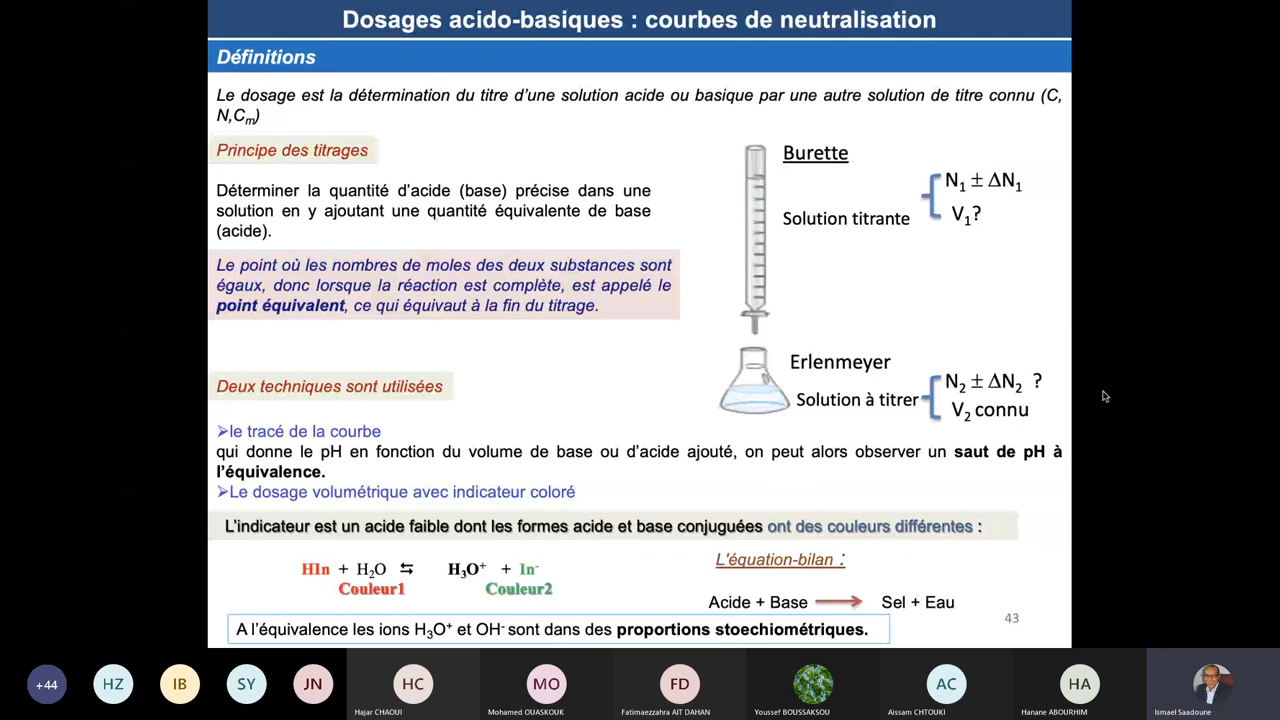 Dosages acido-basiques : courbes de neutralisation
Définitions
Le dosage est la détermination du titre d'une solution acide ou basique par une autre solution de titre connu (C,
N,Cm)
Principe des titrages
Déterminer la quantité d'acide (base) précise dans une
solution en y ajoutant une quantité équivalente de base
(acide).
Le point où les nombres de moles des deux substances sont
égaux, donc lorsque la réaction est complète, est appelé le
point équivalent, ce qui équivaut à la fin du titrage.
Burette
Solution titrante
N1 ± ΔN1
V1?
Erlenmeyer
Solution à titrer
N2 ± ΔN2 ?
V2 connu
Deux techniques sont utilisées
➢le tracé de la courbe
qui donne le pH en fonction du volume de base ou d'acide ajouté, on peut alors observer un saut de pH à
l'équivalence.
➢Le dosage volumétrique avec indicateur coloré
L'indicateur est un acide faible dont les formes acide et base conjuguées ont des couleurs différentes :
HIn + H2O ⇆ H3O+ + In-
Couleur1 Couleur2
L'équation-bilan :
Acide + Base ⟶ Sel + Eau
43
A l'équivalence les ions H3O+ et OH- sont dans des proportions stoechiométriques.
+44
HZ
IB
SY
JN
HC
Hajar CHAOUI
MO
Mohamed OUASKOUK
FD
Fatimaezzahra AIT DAHAN
Youssef BOUSSAKSOU
AC
Aissam CHTOUKI
HA
Hanane ABOURHIM
Ismael Saadoune